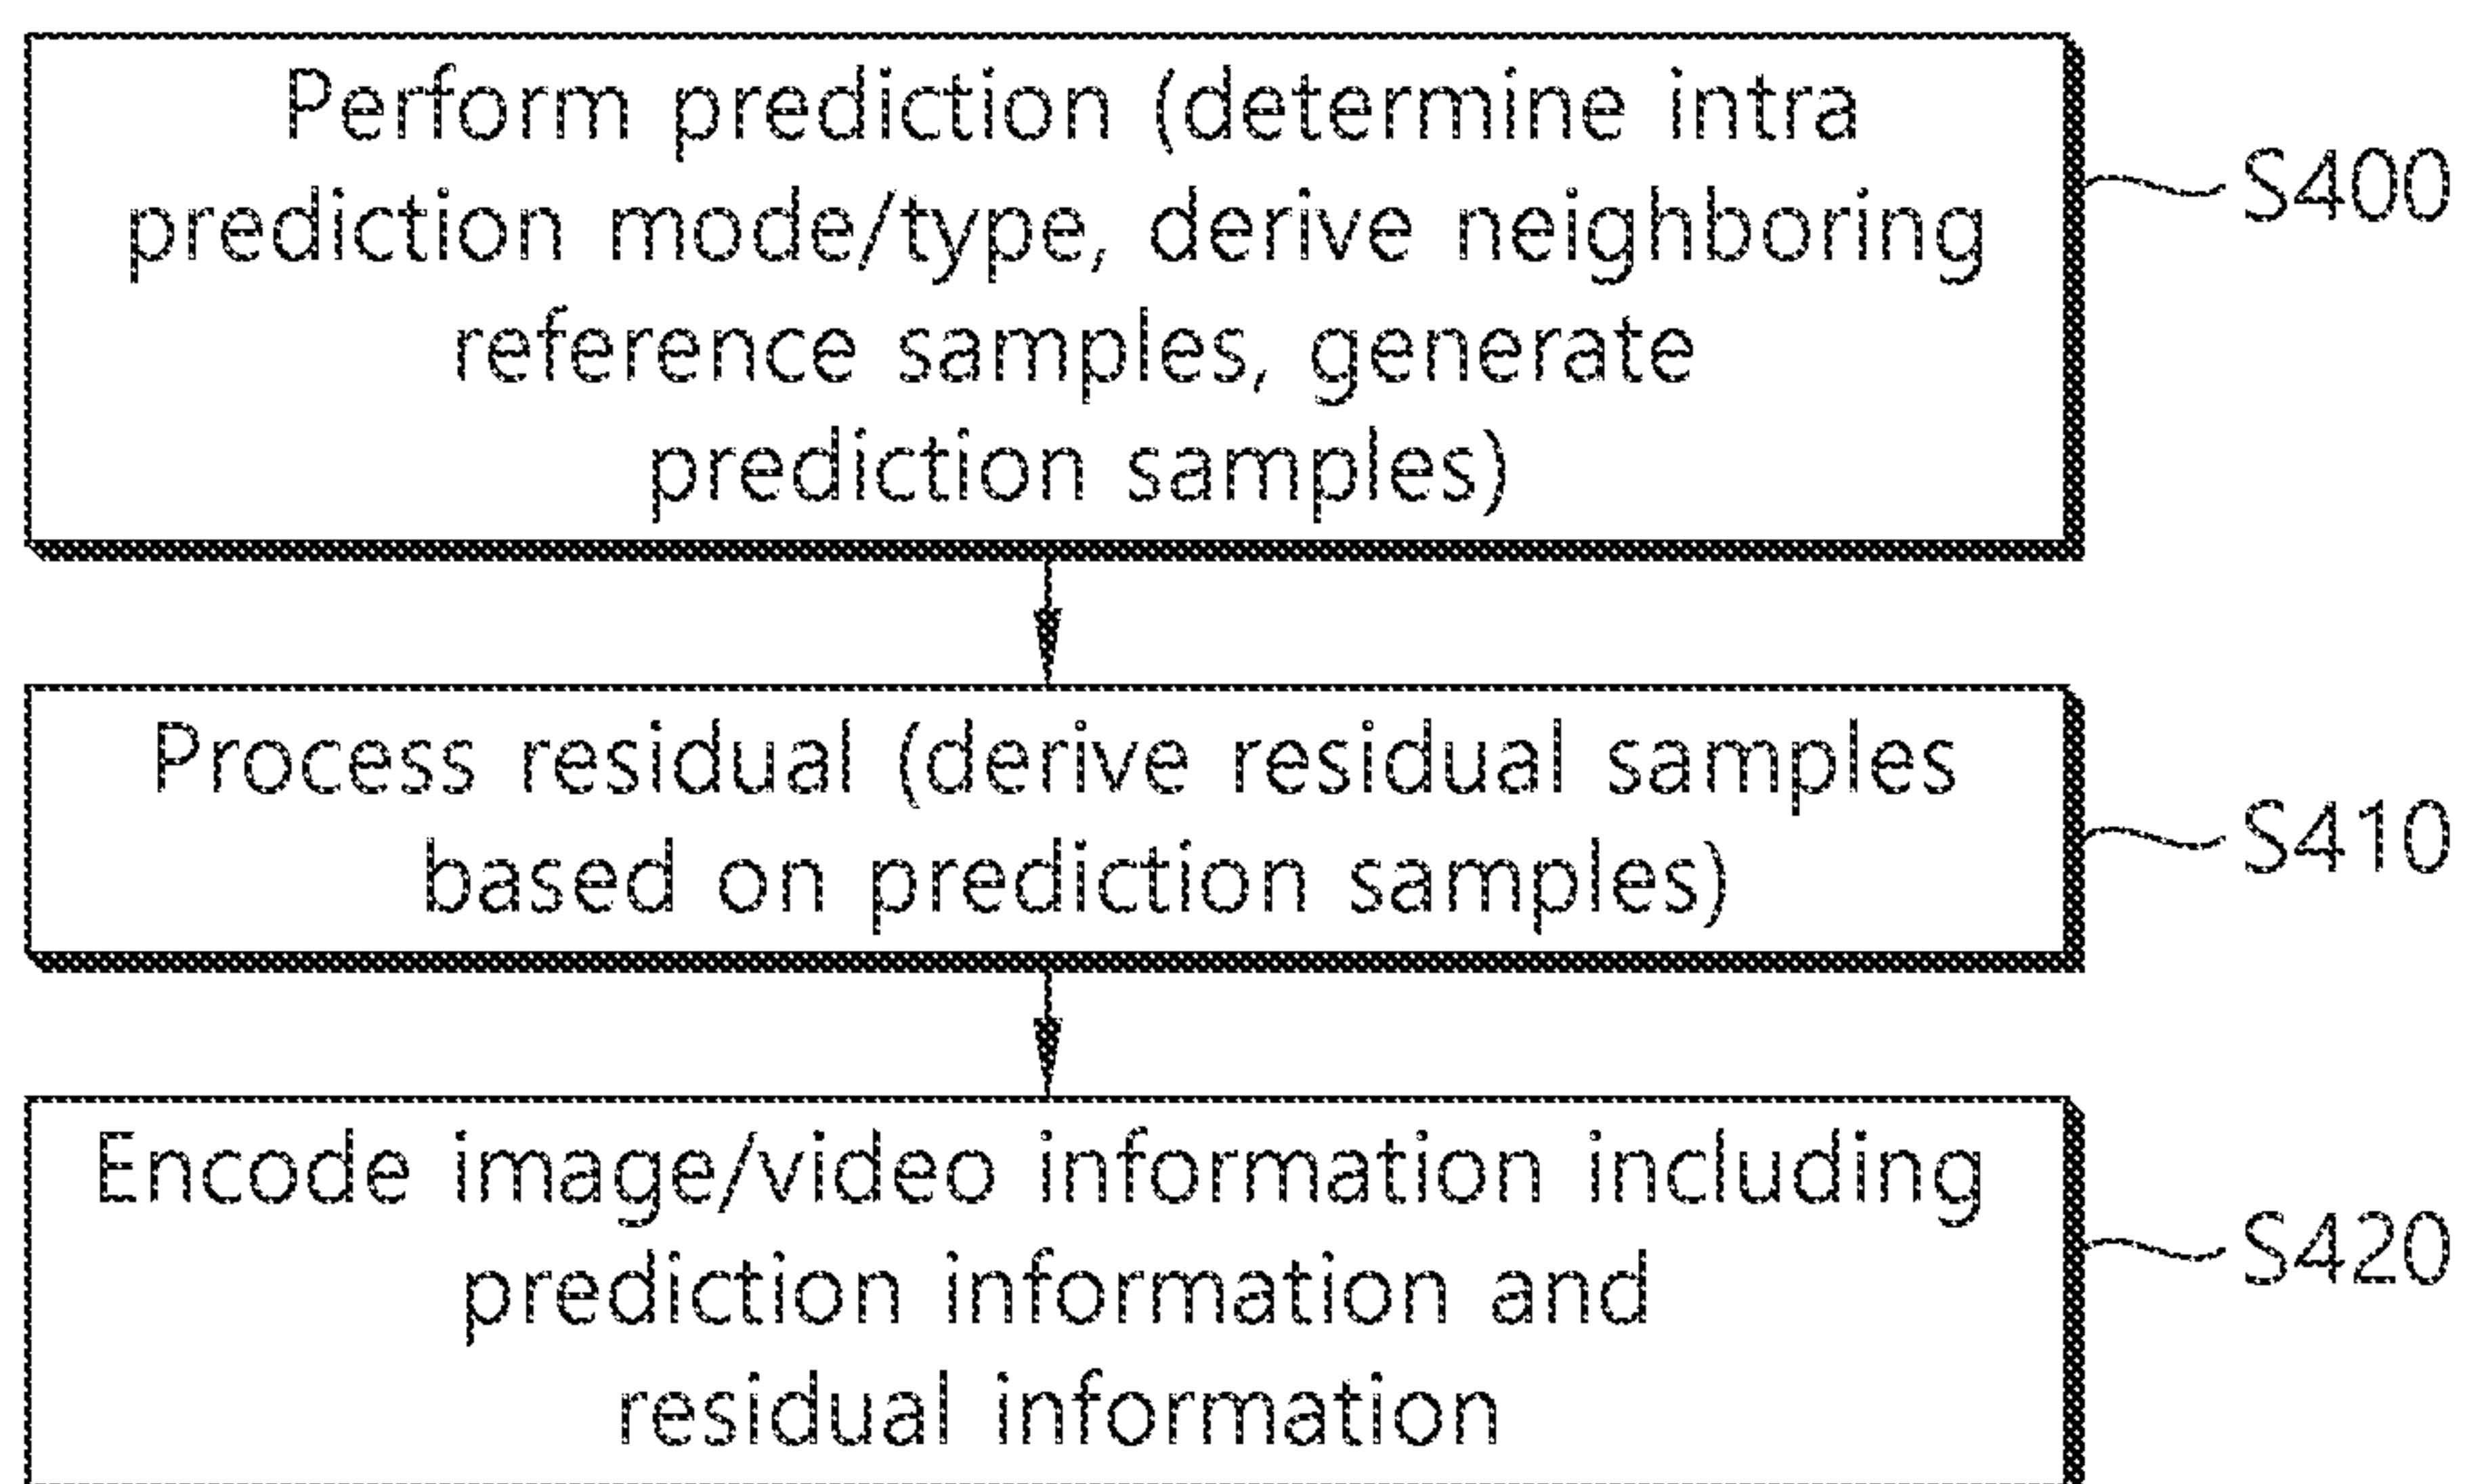 Perform prediction (determine intra
prediction mode/type, derive neighboring
reference samples, generate
prediction samples)
S400
Process residual (derive residual samples
based on prediction samples)
S410
Encode image/video information including
prediction information and
residual information
S420